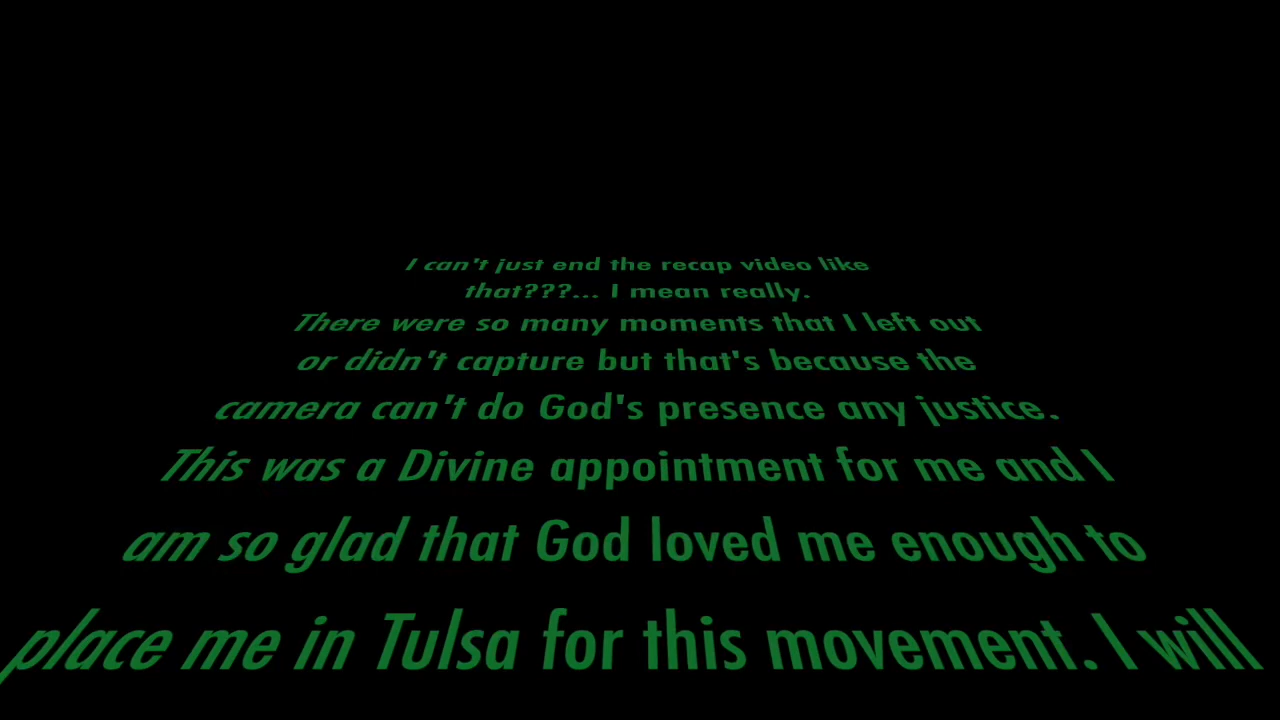 I can't just end the recap video like
that???... I mean really.
There were so many moments that I left out
or didn't capture but that's because the
camera can't do God's presence any justice.
This was a Divine appointment for me and I
am so glad that God loved me enough to
place me in Tulsa for this movement. I will